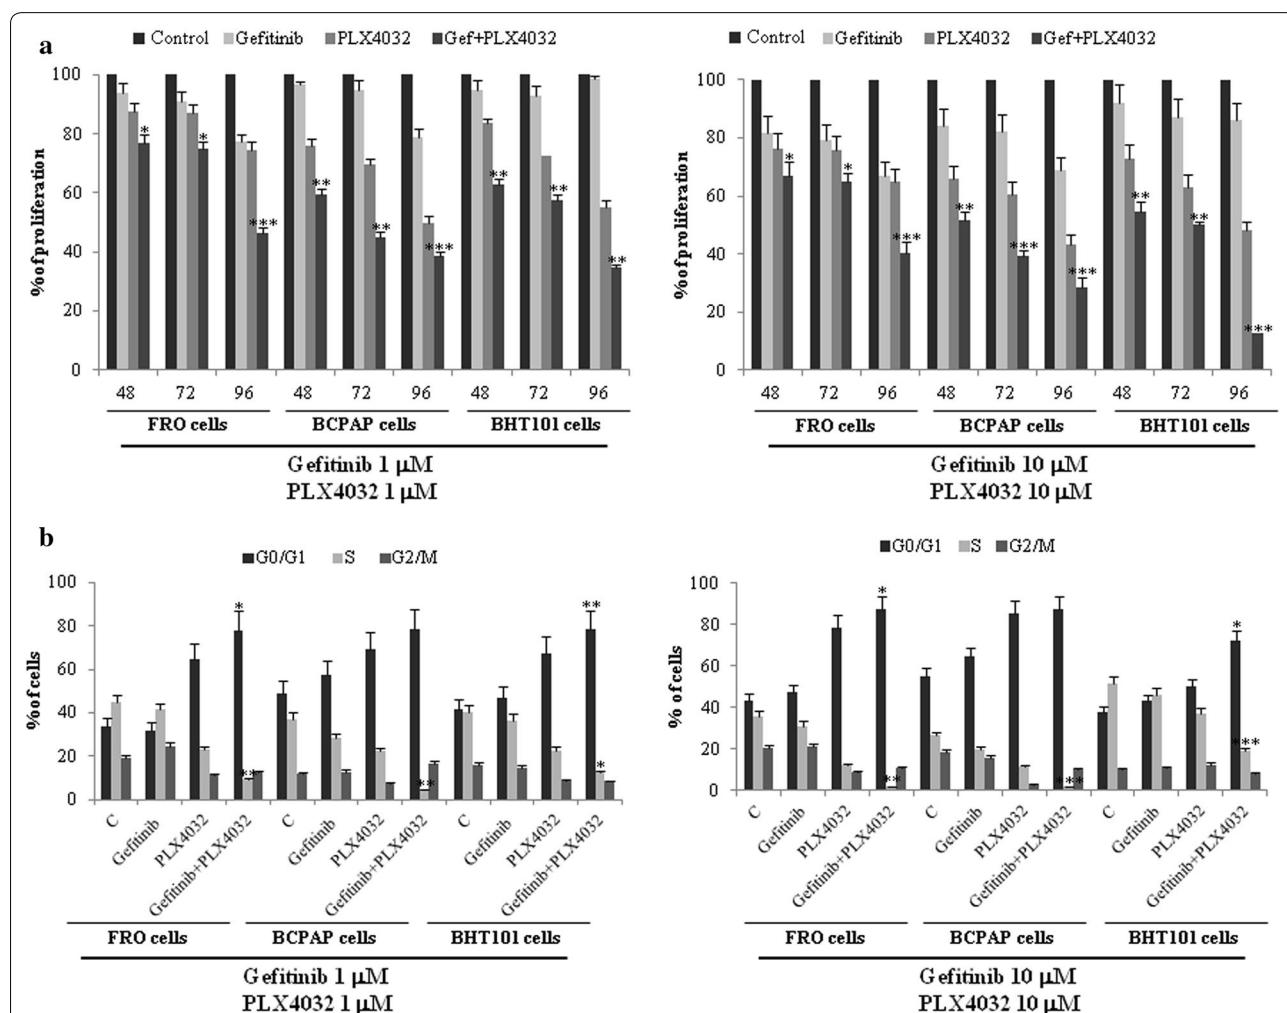 a
Control Gefitinib PLX4032 Gef+PLX4032
% of proliferation
100
80
60
40
20
0
* * *** ** ** *** ** ** **
48 72 96 48 72 96 48 72 96
FRO cells BCPAP cells BHT101 cells
Gefitinib 1 µM
PLX4032 1 µM
Control Gefitinib PLX4032 Gef+PLX4032
% of proliferation
100
80
60
40
20
0
* * *** ** *** *** ** ** ***
48 72 96 48 72 96 48 72 96
FRO cells BCPAP cells BHT101 cells
Gefitinib 10 µM
PLX4032 10 µM
b
G0/G1 S G2/M
% of cells
100
80
60
40
20
0
* ** ** ** *
C Gefitinib PLX4032 Gefitinib+PLX4032 C Gefitinib PLX4032 Gefitinib+PLX4032 C Gefitinib PLX4032 Gefitinib+PLX4032
FRO cells BCPAP cells BHT101 cells
Gefitinib 1 µM
PLX4032 1 µM
G0/G1 S G2/M
% of cells
100
80
60
40
20
0
* ** *** * ***
C Gefitinib PLX4032 Gefitinib+PLX4032 C Gefitinib PLX4032 Gefitinib+PLX4032 C Gefitinib PLX4032 Gefitinib+PLX4032
FRO cells BCPAP cells BHT101 cells
Gefitinib 10 µM
PLX4032 10 µM